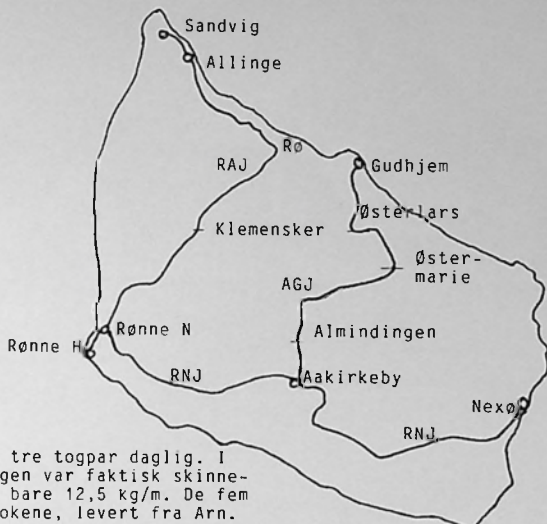 Sandvig
Allinge
Rø
RAJ
Gudhjem
Østerlars
Klemensker
Øster-
marie
AGJ
Almindingen
Rønne N
Rønne H
RNJ
Aakirkeby
Nexø
RNJ
tre togpar daglig. I
gen var faktisk skinne-
bare 12,5 kg/m. De fem
okene, levert fra Arn.